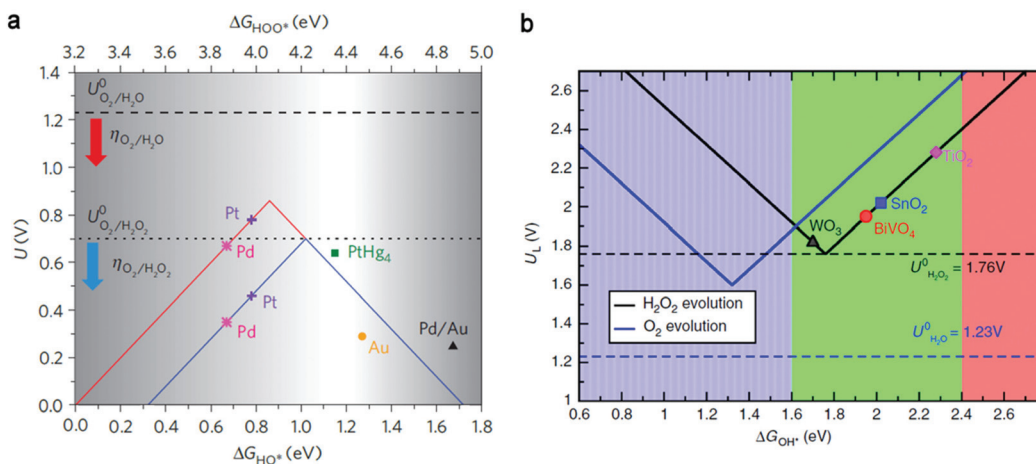 a
ΔG_HOO* (eV)
3.2 3.4 3.6 3.8 4.0 4.2 4.4 4.6 4.8 5.0
1.4
1.2
1.0
0.8
0.6
0.4
0.2
0.0
U (V)
U⁰_O₂/H₂O
η_O₂/H₂O
U⁰_O₂/H₂O₂
η_O₂/H₂O₂
Pt
Pd
PtHg₄
Pt
Pd
Au
Pd/Au
0.0 0.2 0.4 0.6 0.8 1.0 1.2 1.4 1.6 1.8
ΔG_HO* (eV)
b
2.6
2.4
2.2
2.0
1.8
1.6
1.4
1.2
U_L (V)
TiO₂
SnO₂
BiVO₄
WO₃
U⁰_H₂O₂ = 1.76V
H₂O₂ evolution
O₂ evolution
U⁰_H₂O = 1.23V
0.6 0.8 1.0 1.2 1.4 1.6 1.8 2 2.2 2.4 2.6
ΔG_OH* (eV)